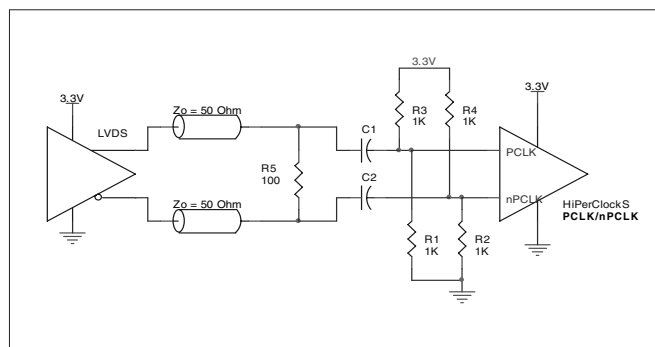 3.3V
3.3V
3.3V
Zo = 50 Ohm
LVDS
R3
1K
R4
1K
C1
PCLK
R5
100
C2
nPCLK
Zo = 50 Ohm
HiPerClockS
PCLK/nPCLK
R1
1K
R2
1K